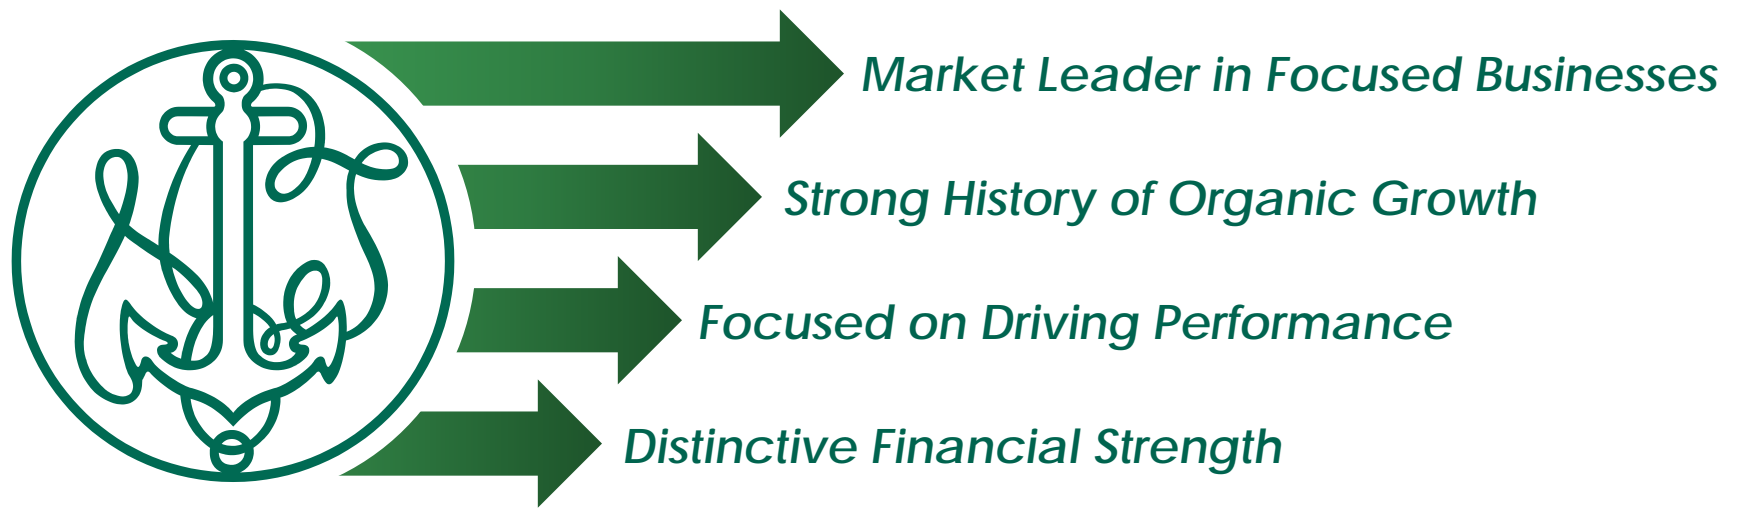 Market Leader in Focused Businesses
Strong History of Organic Growth
Focused on Driving Performance
Distinctive Financial Strength